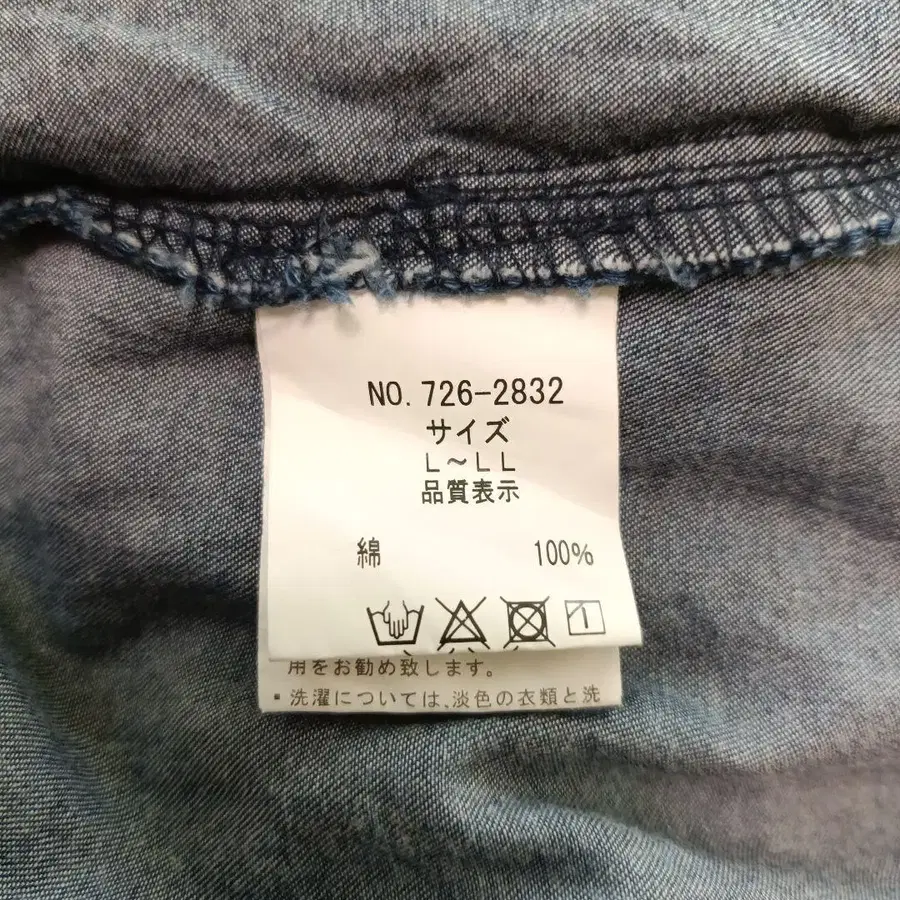 NO. 726-2832
サイズ
L～LL
品質表示
綉 100%
用をお勧め致します。
・洗濯については、淡色の衣類と洗